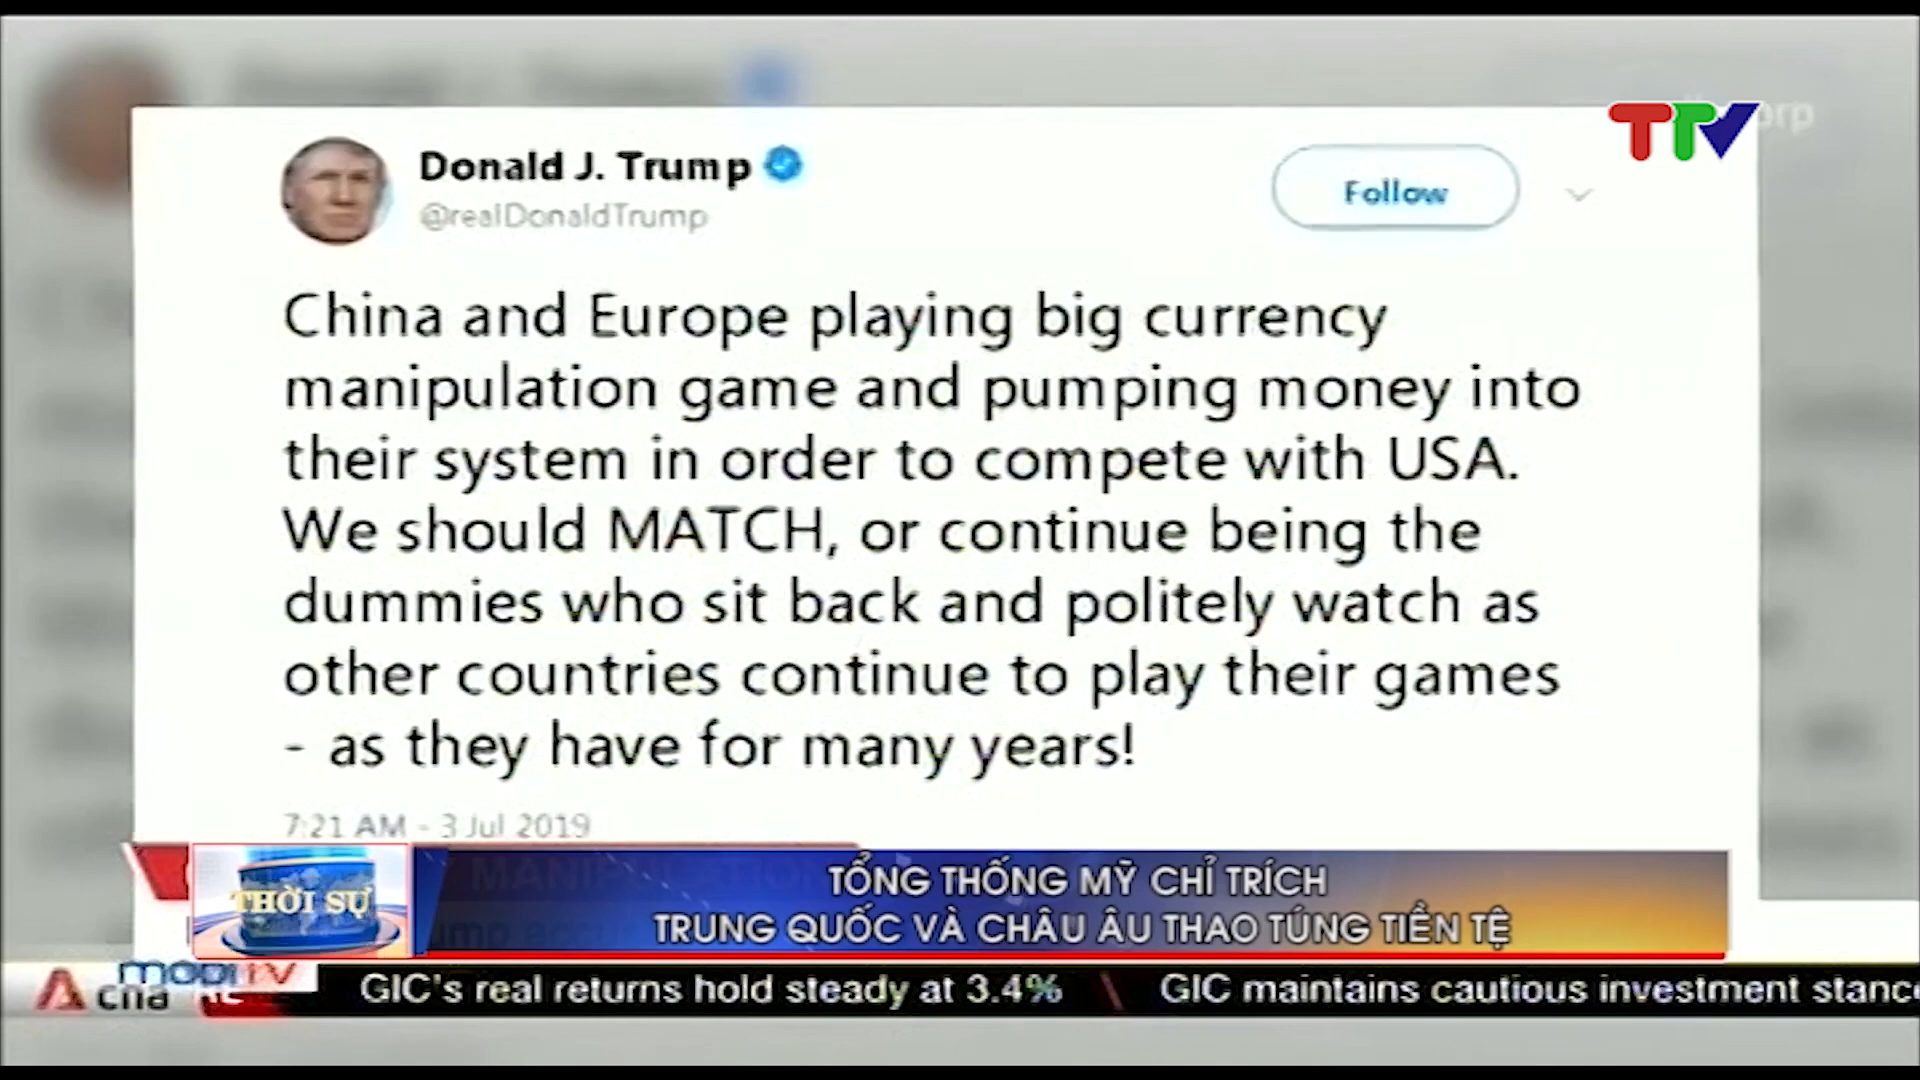 TTV
Donald J. Trump
@realDonaldTrump
Follow
China and Europe playing big currency
manipulation game and pumping money into
their system in order to compete with USA.
We should MATCH, or continue being the
dummies who sit back and politely watch as
other countries continue to play their games
- as they have for many years!
7:21 AM - 3 Jul 2019
THỜI SỰ
TỔNG THỐNG MỸ CHỈ TRÍCH
TRUNG QUỐC VÀ CHÂU ÂU THAO TÚNG TIỀN TỆ
mobiTV
cna
GIC's real returns hold steady at 3.4% \ GIC maintains cautious investment stance